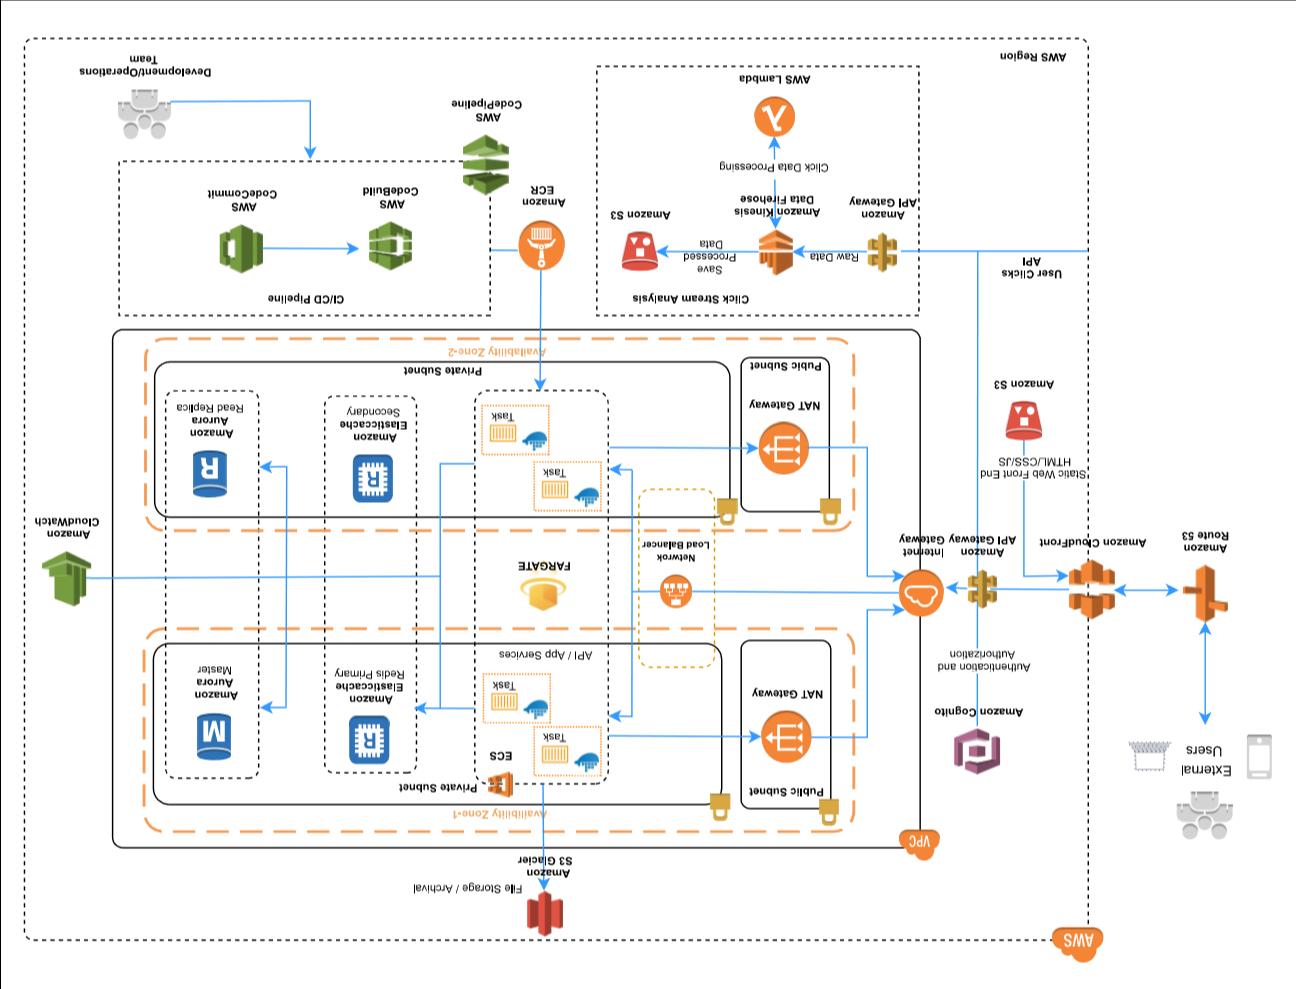 AWS
File Storage / Archival
Amazon
S3 Glacier
VPC
External
Users
Availibility Zone-1
Public Subnet
Private Subnet
ECS
Amazon Cognito
Authentication and
Authorization
NAT Gateway
Task
Task
API / App Services
Amazon
Elasticcache
Redis Primary
M
Amazon
Aurora
Master
Amazon
Route 53
Amazon CloudFront
Amazon
API Gateway
Internet
Gateway
Netwrok
Load Balancer
FARGATE
Amazon
CloudWatch
Static Web Front End
HTML/CSS/JS
Amazon S3
NAT Gateway
Pubic Subnet
Task
Task
Amazon
Elasticcache
Secondary
R
Amazon
Aurora
Read Replica
Private Subnet
Availability Zone-2
User Clicks
API
Click Stream Analysis
Amazon
API Gateway
Raw Data
Amazon Kinesis
Data Firehose
Save
Processed
Data
Amazon S3
Click Data Processing
AWS Lambda
CI/CD Pipeline
Amazon
ECR
AWS
CodeBuild
AWS
CodeCommit
AWS
CodePipeline
Development/Operations
Team
AWS Region